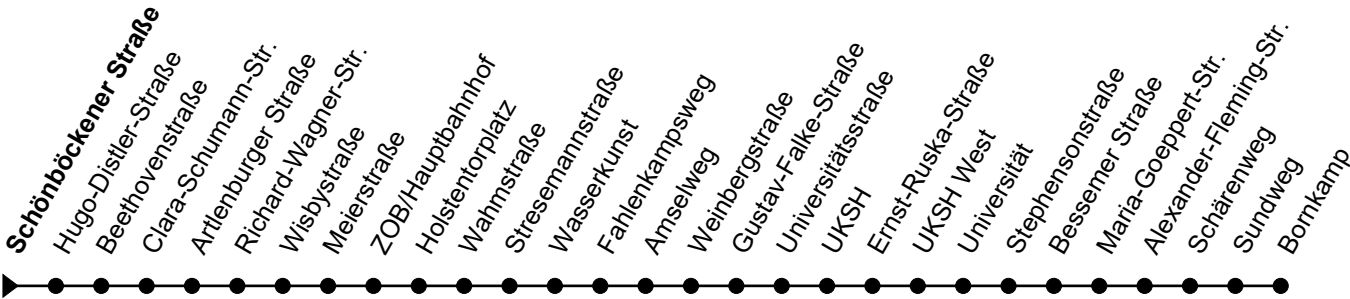 Schönböckener Straße
Hugo-Distler-Straße
Beethovenstraße
Clara-Schumann-Str.
Artlenburger Straße
Richard-Wagner-Str.
Wisbystraße
Meierstraße
ZOB/Hauptbahnhof
Holstentorplatz
Wahmstraße
Stresemannstraße
Wasserkunst
Fahlenkampsweg
Amselweg
Weinbergstraße
Gustav-Falke-Straße
Universitätsstraße
UKSH
Ernst-Ruska-Straße
UKSH West
Universität
Stephensonstraße
Bessemer Straße
Maria-Goeppert-Str.
Alexander-Fleming-Str.
Schärenweg
Sundweg
Bornkamp